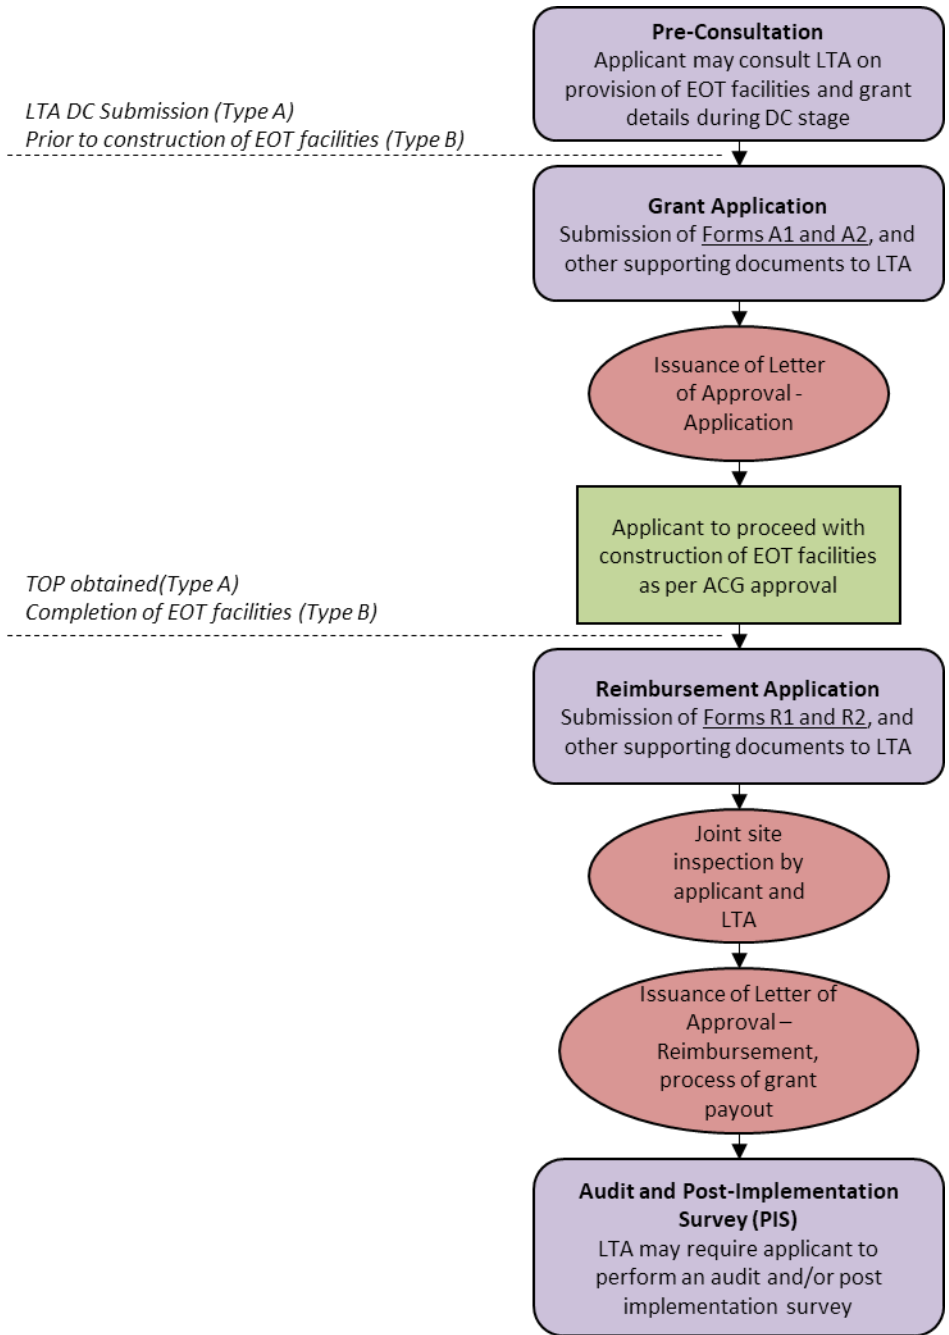 Pre-Consultation
Applicant may consult LTA on
provision of EOT facilities and grant
details during DC stage
LTA DC Submission (Type A)
Prior to construction of EOT facilities (Type B)
Grant Application
Submission of Forms A1 and A2, and
other supporting documents to LTA
Issuance of Letter
of Approval -
Application
Applicant to proceed with
construction of EOT facilities
as per ACG approval
TOP obtained(Type A)
Completion of EOT facilities (Type B)
Reimbursement Application
Submission of Forms R1 and R2, and
other supporting documents to LTA
Joint site
inspection by
applicant and
LTA
Issuance of Letter of
Approval –
Reimbursement,
process of grant
payout
Audit and Post-Implementation
Survey (PIS)
LTA may require applicant to
perform an audit and/or post
implementation survey